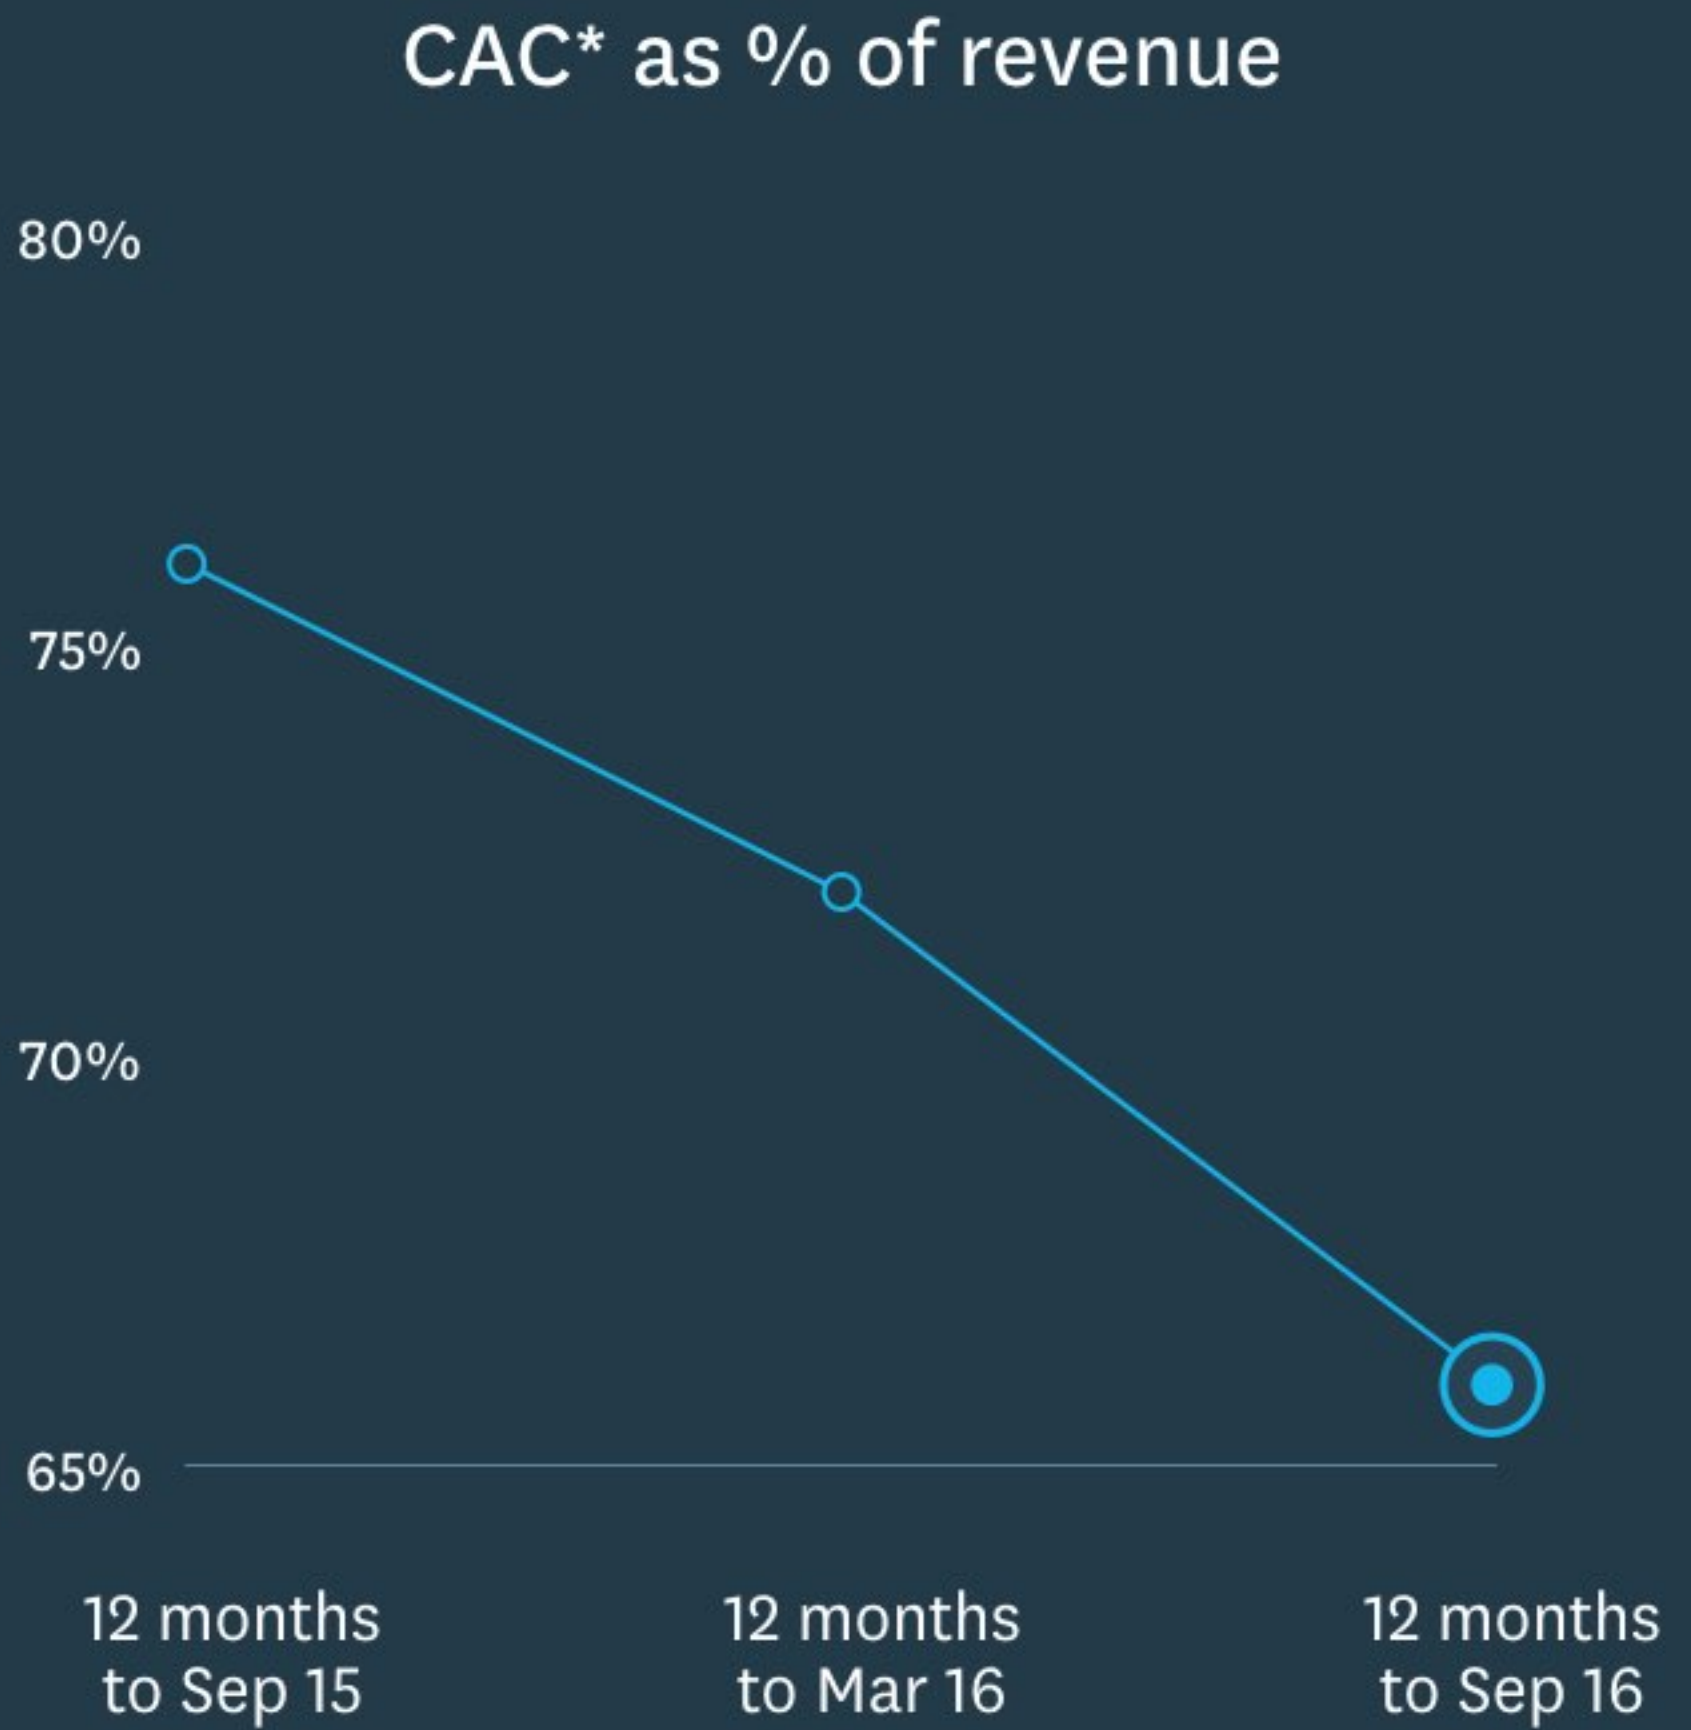 CAC* as % of revenue
80%
75%
70%
65%
12 months
to Sep 15
12 months
to Mar 16
12 months
to Sep 16